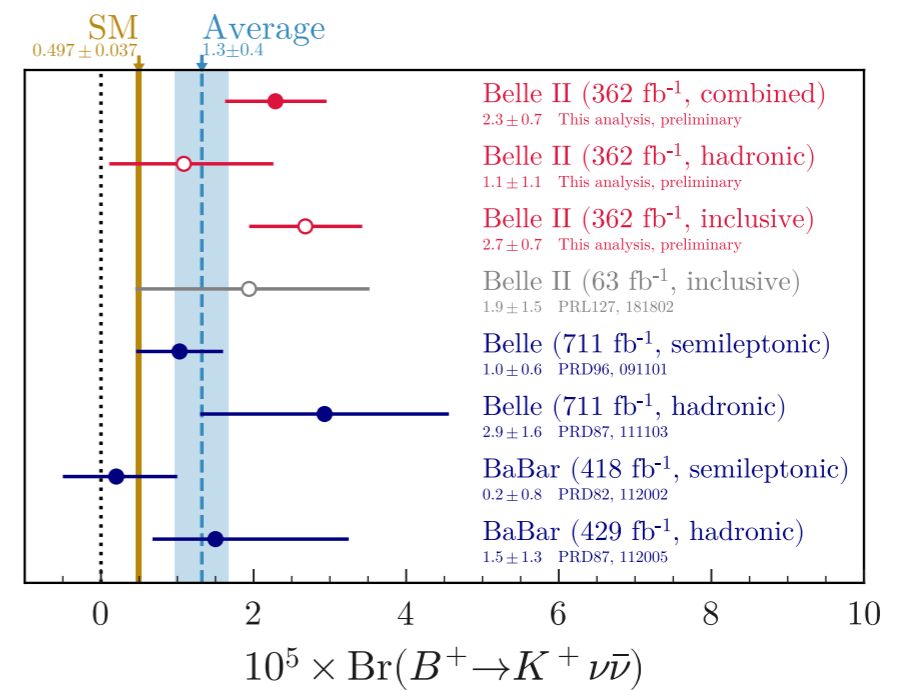 SM Average
0.497 ± 0.037 1.3±0.4
Belle II (362 fb⁻¹, combined)
2.3 ± 0.7 This analysis, preliminary
Belle II (362 fb⁻¹, hadronic)
1.1 ± 1.1 This analysis, preliminary
Belle II (362 fb⁻¹, inclusive)
2.7 ± 0.7 This analysis, preliminary
Belle II (63 fb⁻¹, inclusive)
1.9 ± 1.5 PRL127, 181802
Belle (711 fb⁻¹, semileptonic)
1.0 ± 0.6 PRD96, 091101
Belle (711 fb⁻¹, hadronic)
2.9 ± 1.6 PRD87, 111103
BaBar (418 fb⁻¹, semileptonic)
0.2 ± 0.8 PRD82, 112002
BaBar (429 fb⁻¹, hadronic)
1.5 ± 1.3 PRD87, 112005
0 2 4 6 8 10
10⁵ × Br(B⁺→K⁺νν̄)